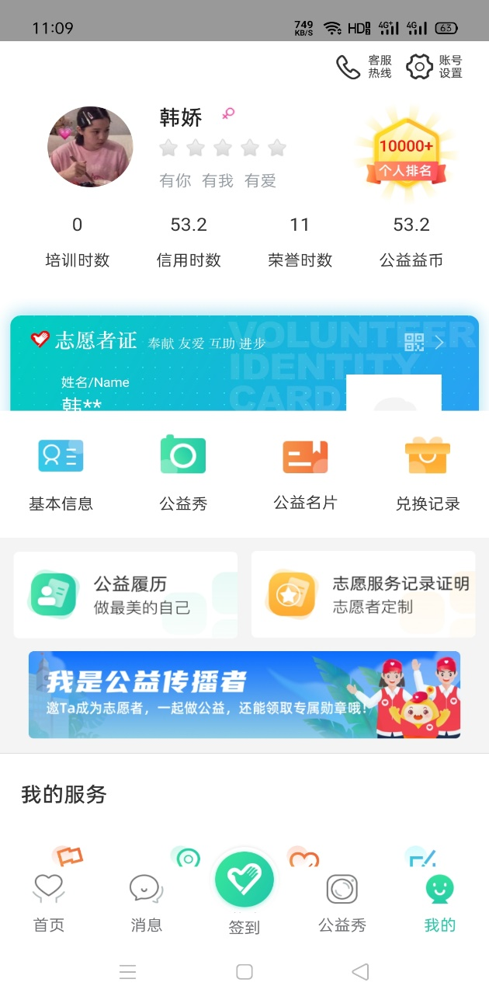 11:09
749
KB/S
HD 1 2
4G+
4G
63
客服
热线
账号
设置
韩娇
10000+
个人排名
有你 有我 有爱
0
53.2
11
53.2
培训时数
信用时数
荣誉时数
公益益币
志愿者证 奉献 友爱 互助 进步
VOLUNTEER
IDENTITY
CARD
姓名/Name
韩**
基本信息
公益秀
公益名片
兑换记录
公益履历
做最美的自己
志愿服务记录证明
志愿者定制
我是公益传播者
邀Ta成为志愿者，一起做公益，还能领取专属勋章哦！
我的服务
首页
消息
签到
公益秀
我的